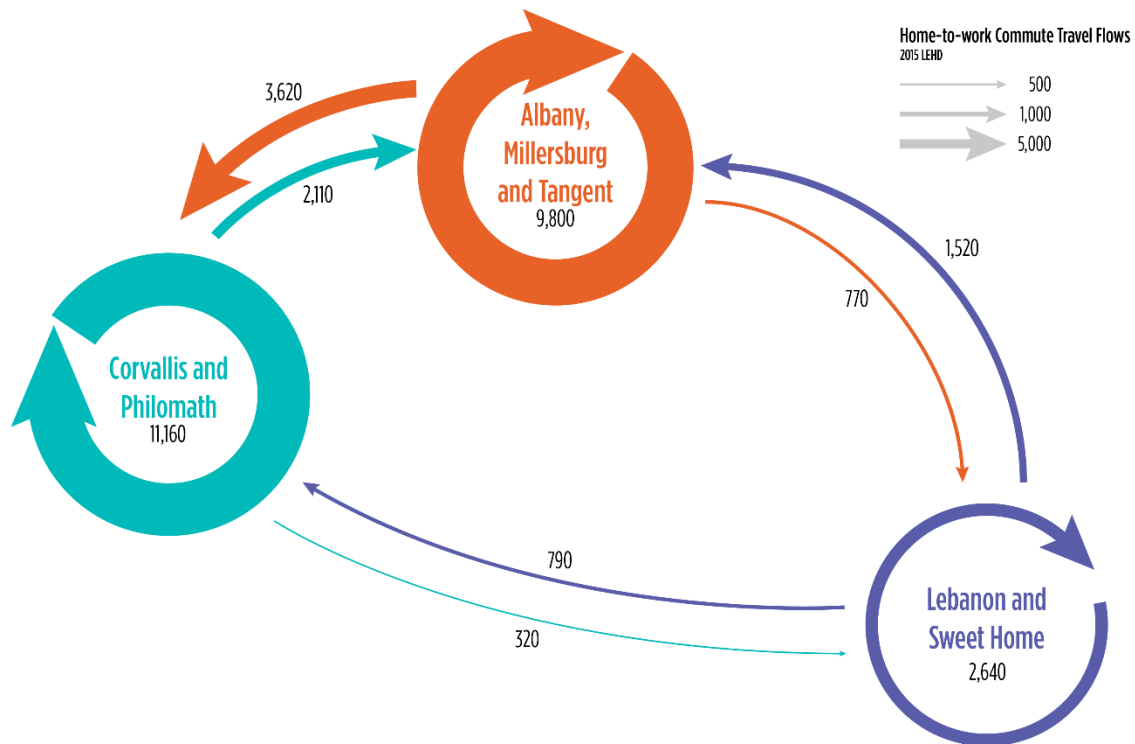 Home-to-work Commute Travel Flows
2015 LEHD
500
1,000
5,000
3,620
2,110
Albany,
Millersburg
and Tangent
9,800
1,520
770
Corvallis and
Philomath
11,160
790
320
Lebanon and
Sweet Home
2,640